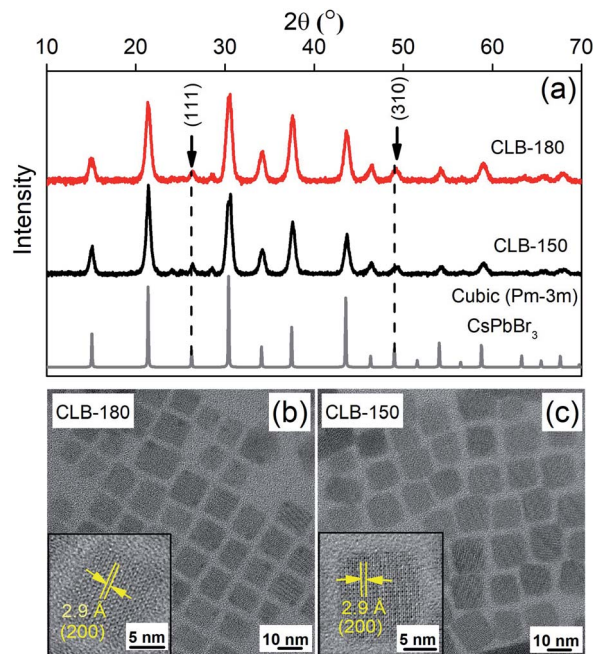 2θ (°)
10 20 30 40 50 60 70
(a)
(111)
(310)
CLB-180
CLB-150
Cubic (Pm-3m)
CsPbBr₃
Intensity
CLB-180
(b)
2.9 Å
(200)
5 nm
10 nm
CLB-150
(c)
2.9 Å
(200)
5 nm
10 nm